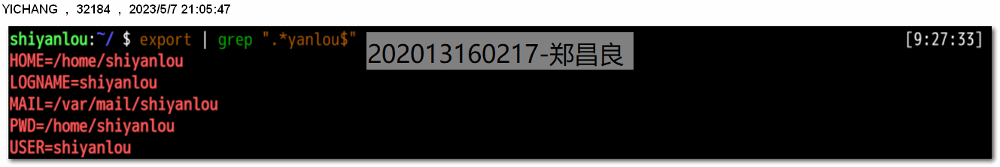 YICHANG , 32184 , 2023/5/7 21:05:47
shiyanlou:~/ $ export | grep ".*yanlou$" [9:27:33]
202013160217-郑昌良
HOME=/home/shiyanlou
LOGNAME=shiyanlou
MAIL=/var/mail/shiyanlou
PWD=/home/shiyanlou
USER=shiyanlou